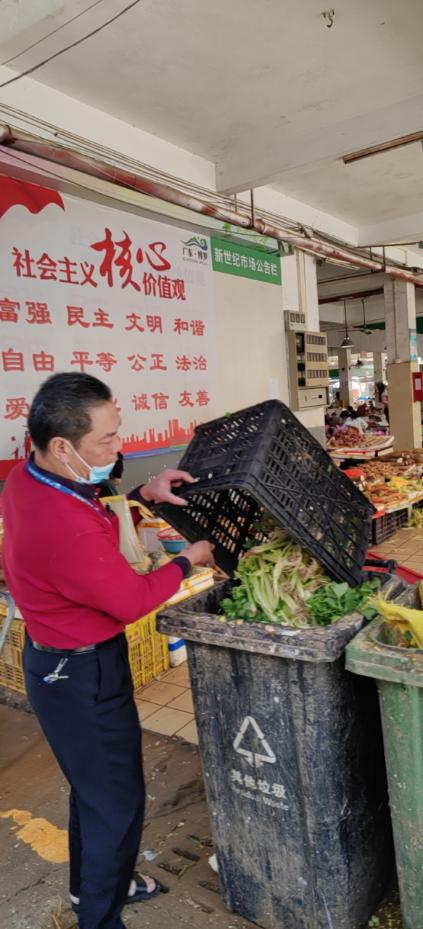 社会主义核心价值观
富强 民主 文明 和谐
自由 平等 公正 法治
爱 诚信 友善
广东·博罗
新世纪市场公告栏
其他垃圾
Waste